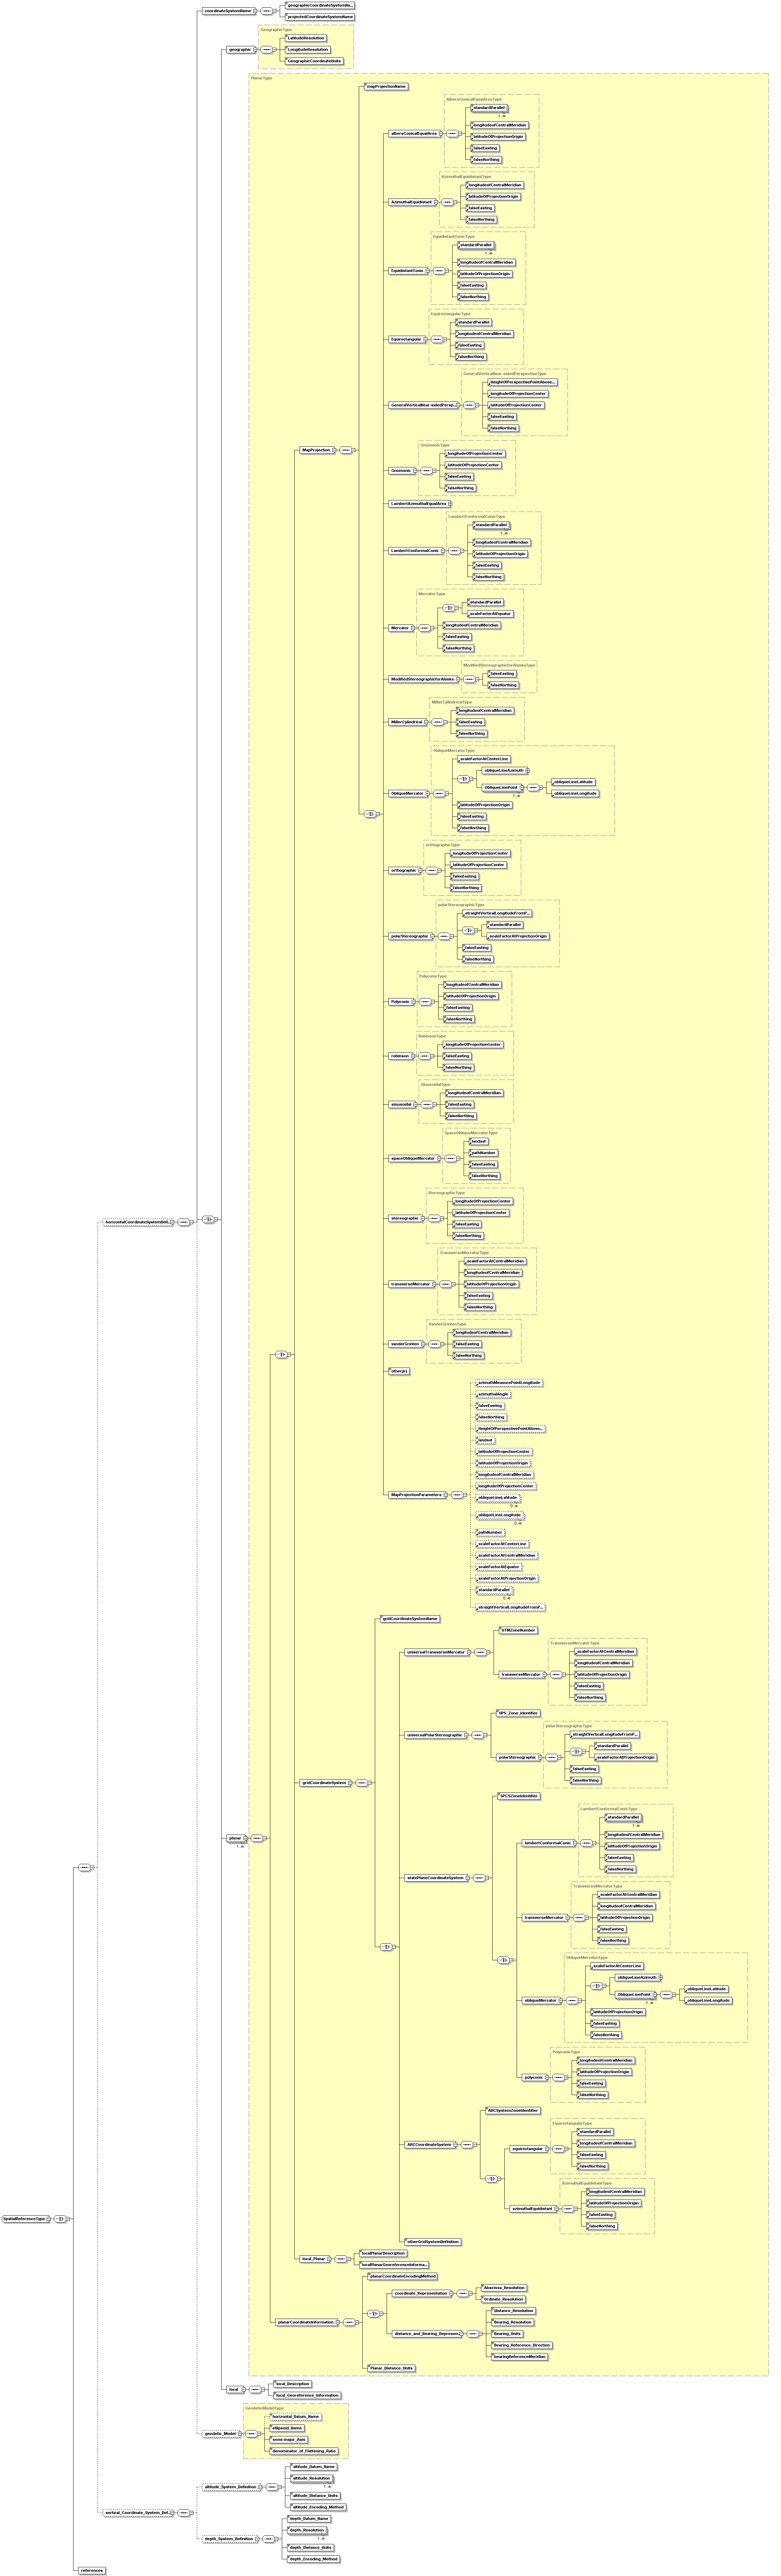 coordinateSystemName
geographicCoordinateSystemNa...
projectedCoordinateSystemName
GeographicType
geographic
LatitudeResolution
LongitudeResolution
GeographicCoordinateUnits
PlanarType
mapProjectionName
AlbersConicalEqualAreaType
albersConicalEqualArea
standardParallel
1..∞
longitudeofCentralMeridian
latitudeOfProjectionOrigin
falseEasting
falseNorthing
AzimuthalEquidistantType
AzimuthalEquidistant
longitudeofCentralMeridian
latitudeOfProjectionOrigin
falseEasting
falseNorthing
EquidistantConicType
EquidistantConic
standardParallel
1..∞
longitudeofCentralMeridian
latitudeOfProjectionOrigin
falseEasting
falseNorthing
EquirectangularType
Equirectangular
standardParallel
longitudeofCentralMeridian
falseEasting
falseNorthing
GeneralVerticalNear-sidedPerspectiveType
GeneralVerticalNear-sidedPersp...
heightOfPerspectivePointAbove...
longitudeOfProjectionCenter
latitudeOfProjectionCenter
falseEasting
falseNorthing
MapProjection
GnomonicType
Gnomonic
longitudeOfProjectionCenter
latitudeOfProjectionCenter
falseEasting
falseNorthing
LambertAzimuthalEqualArea
LambertConformalConicType
LambertConformalConic
standardParallel
1..∞
longitudeofCentralMeridian
latitudeOfProjectionOrigin
falseEasting
falseNorthing
MercatorType
Mercator
standardParallel
scaleFactorAtEquator
longitudeofCentralMeridian
falseEasting
falseNorthing
ModifiedStereographicforAlaskaType
ModifiedStereographicforAlaska
falseEasting
falseNorthing
MillerCylindricalType
MillerCylindrical
longitudeofCentralMeridian
falseEasting
falseNorthing
ObliqueMercatorType
ObliqueMercator
scaleFactorAtCenterLine
obliqueLineAzimuth
ObliqueLinePoint
1..∞
obliqueLineLatitude
obliqueLineLongitude
latitudeOfProjectionOrigin
falseEasting
falseNorthing
orthographicType
orthographic
longitudeOfProjectionCenter
latitudeOfProjectionCenter
falseEasting
falseNorthing
polarStereographicType
polarStereographic
straightVerticalLongitudeFromP...
standardParallel
scaleFactorAtProjectionOrigin
falseEasting
falseNorthing
PolyconicType
Polyconic
longitudeofCentralMeridian
latitudeOfProjectionOrigin
falseEasting
falseNorthing
RobinsonType
robinson
longitudeOfProjectionCenter
falseEasting
falseNorthing
SinusoidalType
sinusoidal
longitudeofCentralMeridian
falseEasting
falseNorthing
SpaceObliqueMercatorType
spaceObliqueMercator
landsat
pathNumber
falseEasting
falseNorthing
StereographicType
stereographic
longitudeOfProjectionCenter
latitudeOfProjectionCenter
falseEasting
falseNorthing
horizontalCoordinateSystemDefi...
TransverseMercatorType
transverseMercator
scaleFactorAtCentralMeridian
longitudeofCentralMeridian
latitudeOfProjectionOrigin
falseEasting
falseNorthing
VanderGrintenType
vanderGrinten
longitudeofCentralMeridian
falseEasting
falseNorthing
otherprj
MapProjectionParameters
azimuthMeasurePointLongitude
azimuthalAngle
falseEasting
falseNorthing
heightOfPerspectivePointAbove...
landsat
latitudeOfProjectionCenter
latitudeOfProjectionOrigin
longitudeofCentralMeridian
longitudeOfProjectionCenter
obliqueLineLatitude
0..∞
obliqueLineLongitude
0..∞
pathNumber
scaleFactorAtCenterLine
scaleFactorAtCentralMeridian
scaleFactorAtEquator
scaleFactorAtProjectionOrigin
standardParallel
0..∞
straightVerticalLongitudeFromP...
gridCoordinateSystemName
universalTransverseMercator
UTMZoneNumber
TransverseMercatorType
transverseMercator
scaleFactorAtCentralMeridian
longitudeofCentralMeridian
latitudeOfProjectionOrigin
falseEasting
falseNorthing
universalPolarStereographic
UPS_Zone_Identifier
polarStereographicType
polarStereographic
straightVerticalLongitudeFromP...
standardParallel
scaleFactorAtProjectionOrigin
falseEasting
falseNorthing
gridCoordinateSystem
planar
1..∞
statePlaneCoordinateSystem
SPCSZoneIdentifier
LambertConformalConicType
lambertConformalConic
standardParallel
1..∞
longitudeofCentralMeridian
latitudeOfProjectionOrigin
falseEasting
falseNorthing
TransverseMercatorType
transverseMercator
scaleFactorAtCentralMeridian
longitudeofCentralMeridian
latitudeOfProjectionOrigin
falseEasting
falseNorthing
ObliqueMercatorType
obliqueMercator
scaleFactorAtCenterLine
obliqueLineAzimuth
ObliqueLinePoint
1..∞
obliqueLineLatitude
obliqueLineLongitude
latitudeOfProjectionOrigin
falseEasting
falseNorthing
PolyconicType
polyconic
longitudeofCentralMeridian
latitudeOfProjectionOrigin
falseEasting
falseNorthing
ARCCoordinateSystem
ARCSystemZoneIdentifier
EquirectangularType
equirectangular
standardParallel
longitudeofCentralMeridian
falseEasting
falseNorthing
AzimuthalEquidistantType
azimuthalEquidistant
longitudeofCentralMeridian
latitudeOfProjectionOrigin
falseEasting
falseNorthing
SpatialReferenceType
otherGridSystemDefinition
local_Planar
localPlanarDescription
localPlanarGeoreferenceInforma...
planarCoordinateInformation
planarCoordinateEncodingMethod
coordinate_Representation
Abscissa_Resolution
Ordinate_Resolution
distance_and_Bearing_Represen...
distance_Resolution
Bearing_Resolution
Bearing_Units
Bearing_Reference_Direction
bearingReferenceMeridian
Planar_Distance_Units
local
local_Description
local_Georeference_Information
GeodeticModelType
geodetic_Model
horizontal_Datum_Name
ellipsoid_Name
semi-major_Axis
denominator_of_Flattening_Ratio
vertical_Coordinate_System_Def...
altitude_System_Definition
altitude_Datum_Name
altitude_Resolution
1..∞
altitude_Distance_Units
altitude_Encoding_Method
depth_System_Definition
depth_Datum_Name
depth_Resolution
1..∞
depth_Distance_Units
depth_Encoding_Method
references